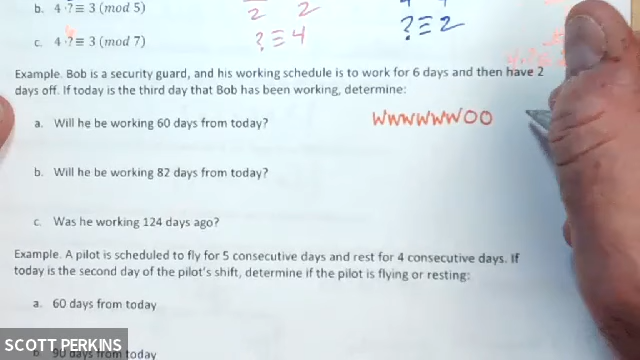 b. 4 · ? ≡ 3 (mod 5)
2 2
? ≡ 4
? ≡ 2
c. 4 · ? ≡ 3 (mod 7)
Example. Bob is a security guard, and his working schedule is to work for 6 days and then have 2
days off. If today is the third day that Bob has been working, determine:
a. Will he be working 60 days from today?
WWWWWWOO
b. Will he be working 82 days from today?
c. Was he working 124 days ago?
Example. A pilot is scheduled to fly for 5 consecutive days and rest for 4 consecutive days. If
today is the second day of the pilot's shift, determine if the pilot is flying or resting:
a. 60 days from today
SCOTT PERKINS
b. 90 days from today